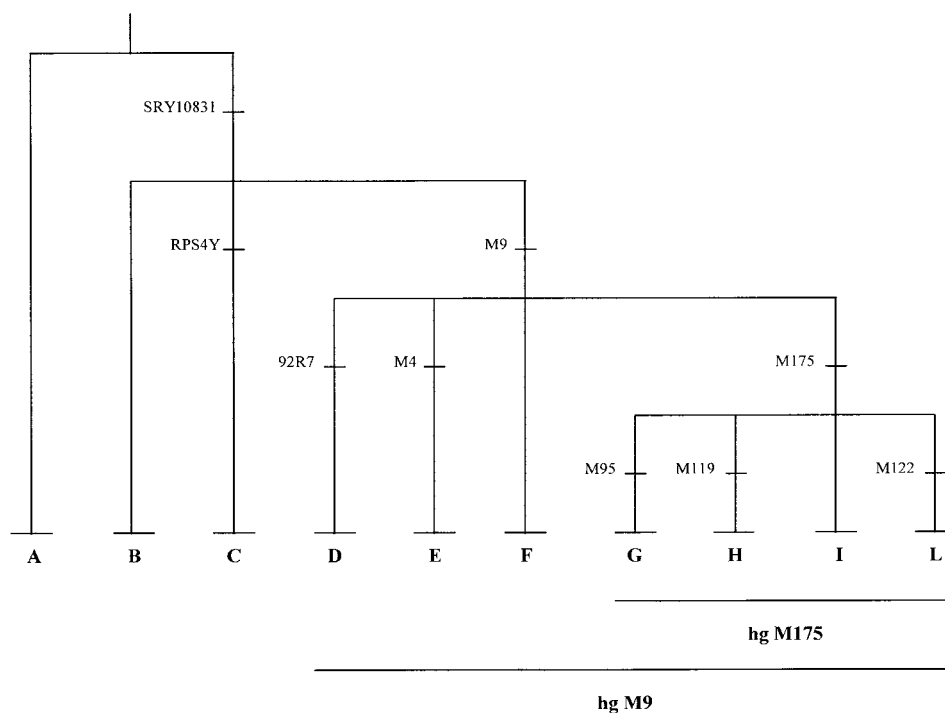 SRY10831
RPS4Y
M9
92R7
M4
M175
M95
M119
M122
A B C D E F G H I L
hg M175
hg M9